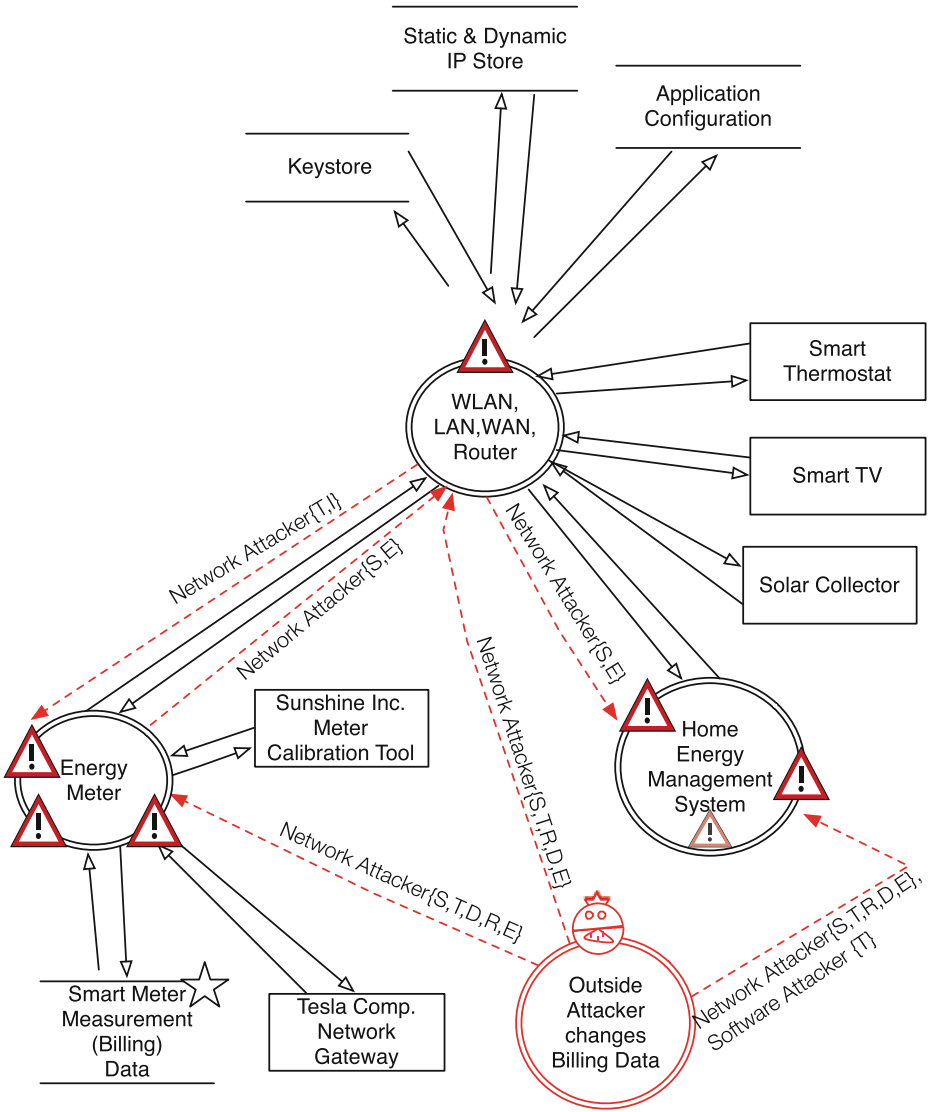 Static & Dynamic
IP Store
Application
Configuration
Keystore
!
WLAN,
LAN,WAN,
Router
Smart
Thermostat
Smart TV
Solar Collector
Network Attacker{T,I}
Network Attacker{S,E}
Network Attacker{S,E}
Network Attacker{S,T,R,D,E}
Sunshine Inc.
Meter
Calibration Tool
!
Energy
Meter
!
!
!
Home
Energy
Management
System
!
!
Network Attacker{S,T,D,R,E}
Network Attacker{S,T,R,D,E},
Software Attacker {T}
Outside
Attacker
changes
Billing Data
Smart Meter
Measurement
(Billing)
Data
Tesla Comp.
Network
Gateway